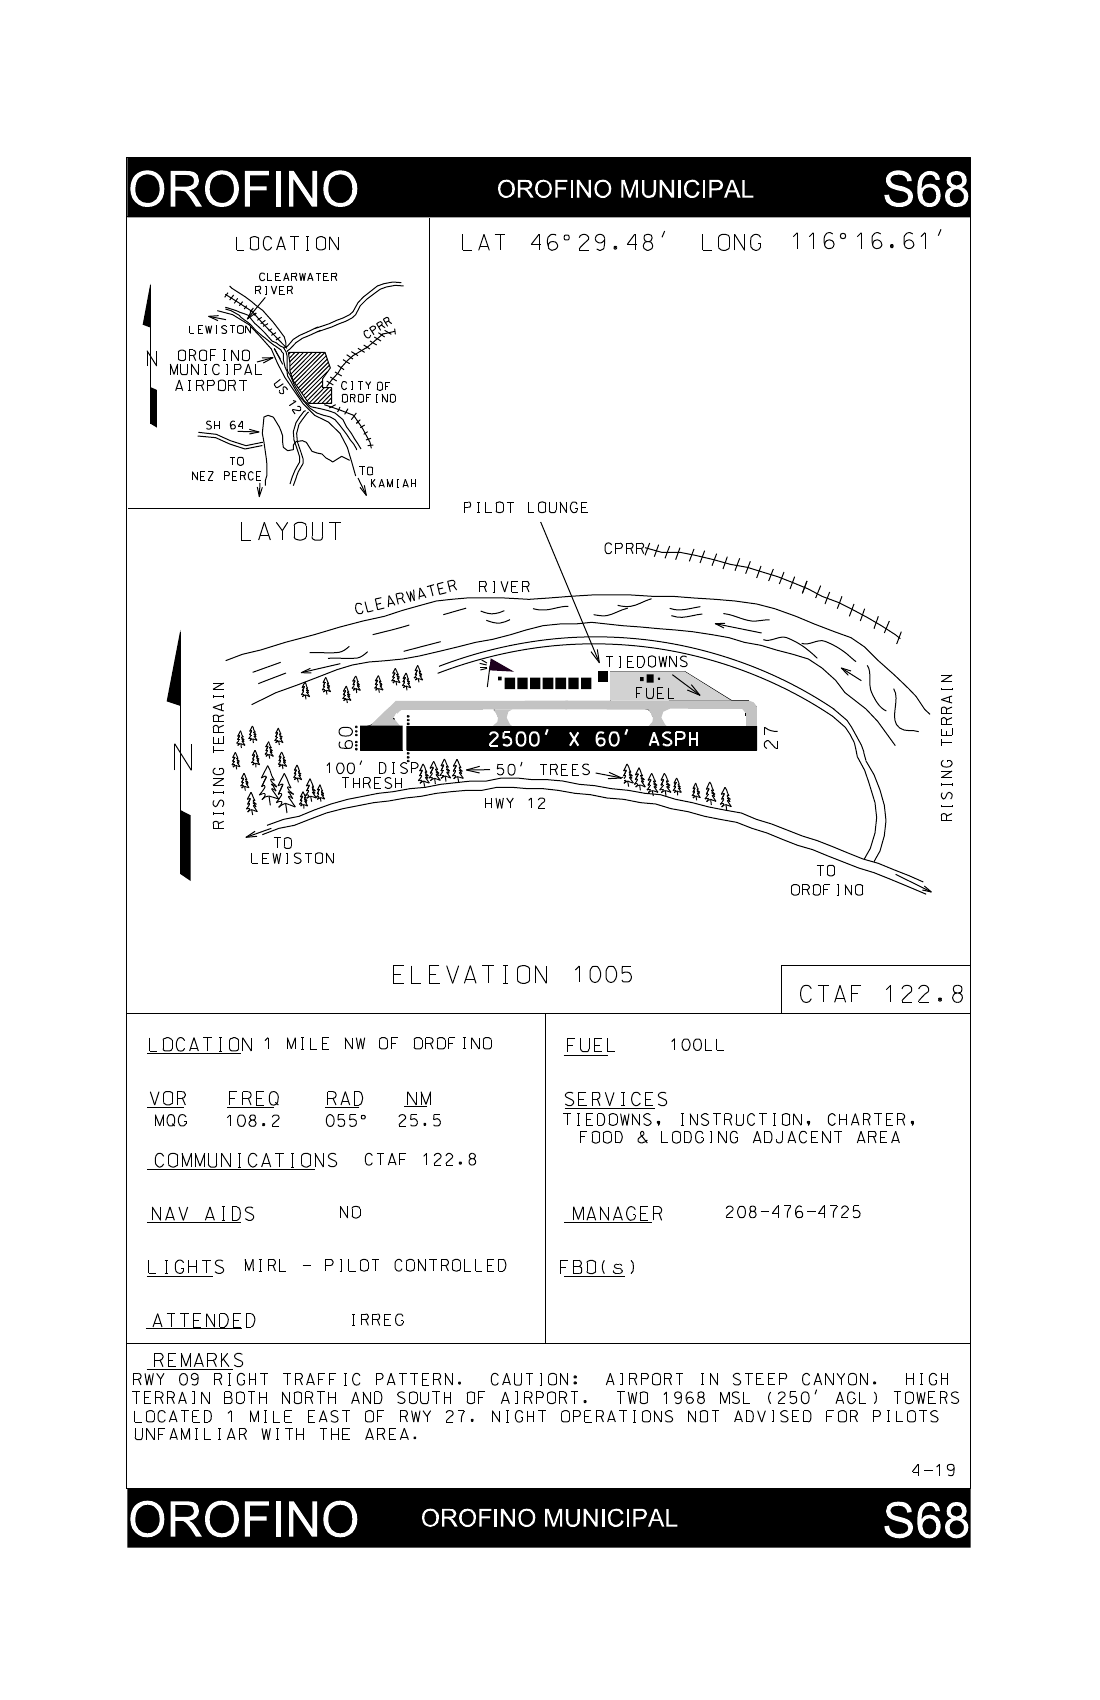 OROFINO OROFINO MUNICIPAL S68
LOCATION
LAT 46°29.48′ LONG 116°16.61′
CLEARWATER
RIVER
LEWISTON
CPRR
OROFINO
MUNICIPAL
AIRPORT
US 12
CITY OF
OROFINO
SH 64
TO
NEZ PERCE
TO
KAMIAH
N
LAYOUT
PILOT LOUNGE
CPRR
CLEARWATER RIVER
TIEDOWNS
FUEL
RISING TERRAIN
RISING TERRAIN
N
09
2500′ X 60′ ASPH
27
100′ DISP
THRESH
50′ TREES
HWY 12
TO
LEWISTON
TO
OROFINO
ELEVATION 1005
CTAF 122.8
LOCATION 1 MILE NW OF OROFINO
VOR FREQ RAD NM
MQG 108.2 055° 25.5
COMMUNICATIONS CTAF 122.8
NAV AIDS NO
LIGHTS MIRL - PILOT CONTROLLED
ATTENDED IRREG
FUEL 100LL
SERVICES
TIEDOWNS, INSTRUCTION, CHARTER,
FOOD & LODGING ADJACENT AREA
MANAGER 208-476-4725
FBO(s)
REMARKS
RWY 09 RIGHT TRAFFIC PATTERN. CAUTION: AIRPORT IN STEEP CANYON. HIGH
TERRAIN BOTH NORTH AND SOUTH OF AIRPORT. TWO 1968 MSL (250′ AGL) TOWERS
LOCATED 1 MILE EAST OF RWY 27. NIGHT OPERATIONS NOT ADVISED FOR PILOTS
UNFAMILIAR WITH THE AREA.
4-19
OROFINO OROFINO MUNICIPAL S68